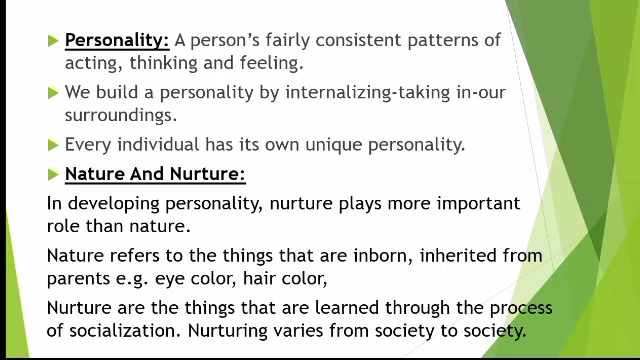 Personality: A person's fairly consistent patterns of
acting, thinking and feeling.
We build a personality by internalizing-taking in-our
surroundings.
Every individual has its own unique personality.
Nature And Nurture:
In developing personality, nurture plays more important
role than nature.
Nature refers to the things that are inborn, inherited from
parents e.g. eye color, hair color,
Nurture are the things that are learned through the process
of socialization. Nurturing varies from society to society.